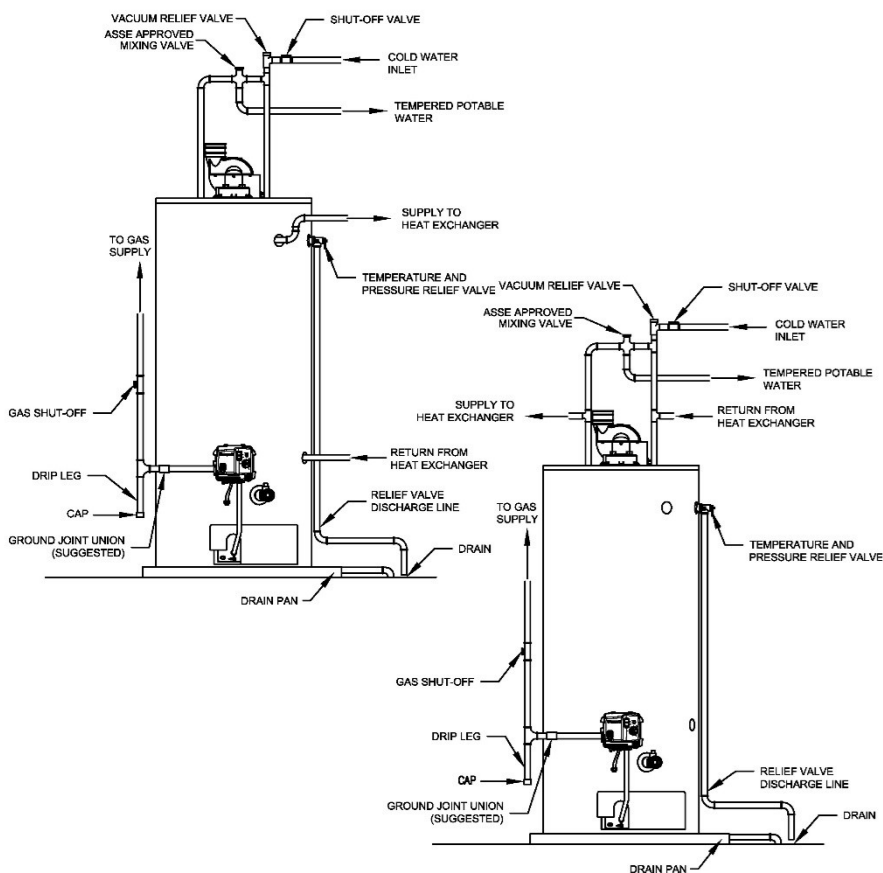 VACUUM RELIEF VALVE
SHUT-OFF VALVE
ASSE APPROVED
MIXING VALVE
COLD WATER
INLET
TEMPERED POTABLE
WATER
SUPPLY TO
HEAT EXCHANGER
TO GAS
SUPPLY
TEMPERATURE AND
PRESSURE RELIEF VALVE
GAS SHUT-OFF
RETURN FROM
HEAT EXCHANGER
DRIP LEG
RELIEF VALVE
DISCHARGE LINE
CAP
GROUND JOINT UNION
(SUGGESTED)
DRAIN
DRAIN PAN
VACUUM RELIEF VALVE
SHUT-OFF VALVE
ASSE APPROVED
MIXING VALVE
COLD WATER
INLET
TEMPERED POTABLE
WATER
SUPPLY TO
HEAT EXCHANGER
RETURN FROM
HEAT EXCHANGER
TO GAS
SUPPLY
TEMPERATURE AND
PRESSURE RELIEF VALVE
GAS SHUT-OFF
DRIP LEG
CAP
RELIEF VALVE
DISCHARGE LINE
GROUND JOINT UNION
(SUGGESTED)
DRAIN
DRAIN PAN